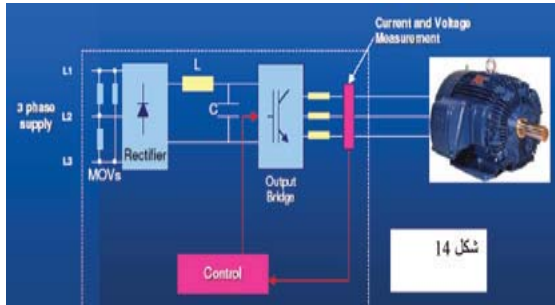 Current and Voltage
Measurement
L1
L
3 phase
supply
L2
C
L3
Rectifier
MOVs
Output
Bridge
Control
شكل 14